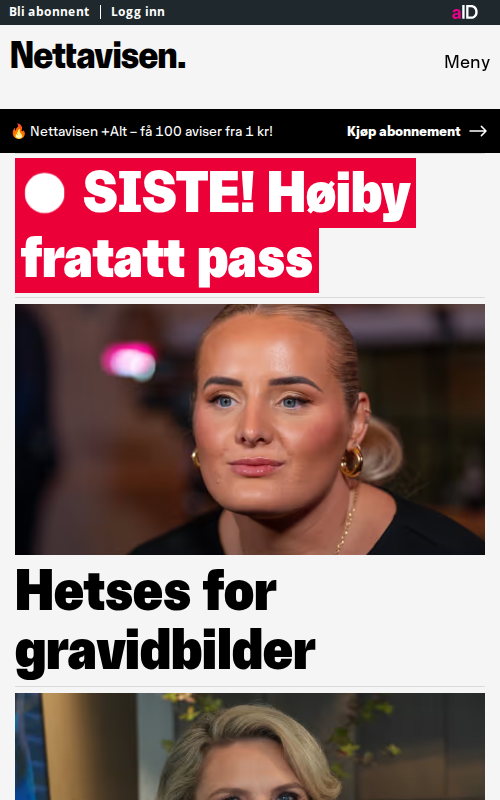 Bli abonnent | Logg inn
aID
Nettavisen.
Meny
🔥 Nettavisen +Alt – få 100 aviser fra 1 kr!
Kjøp abonnement →
SISTE! Høiby
fratatt pass
Hetses for
gravidbilder